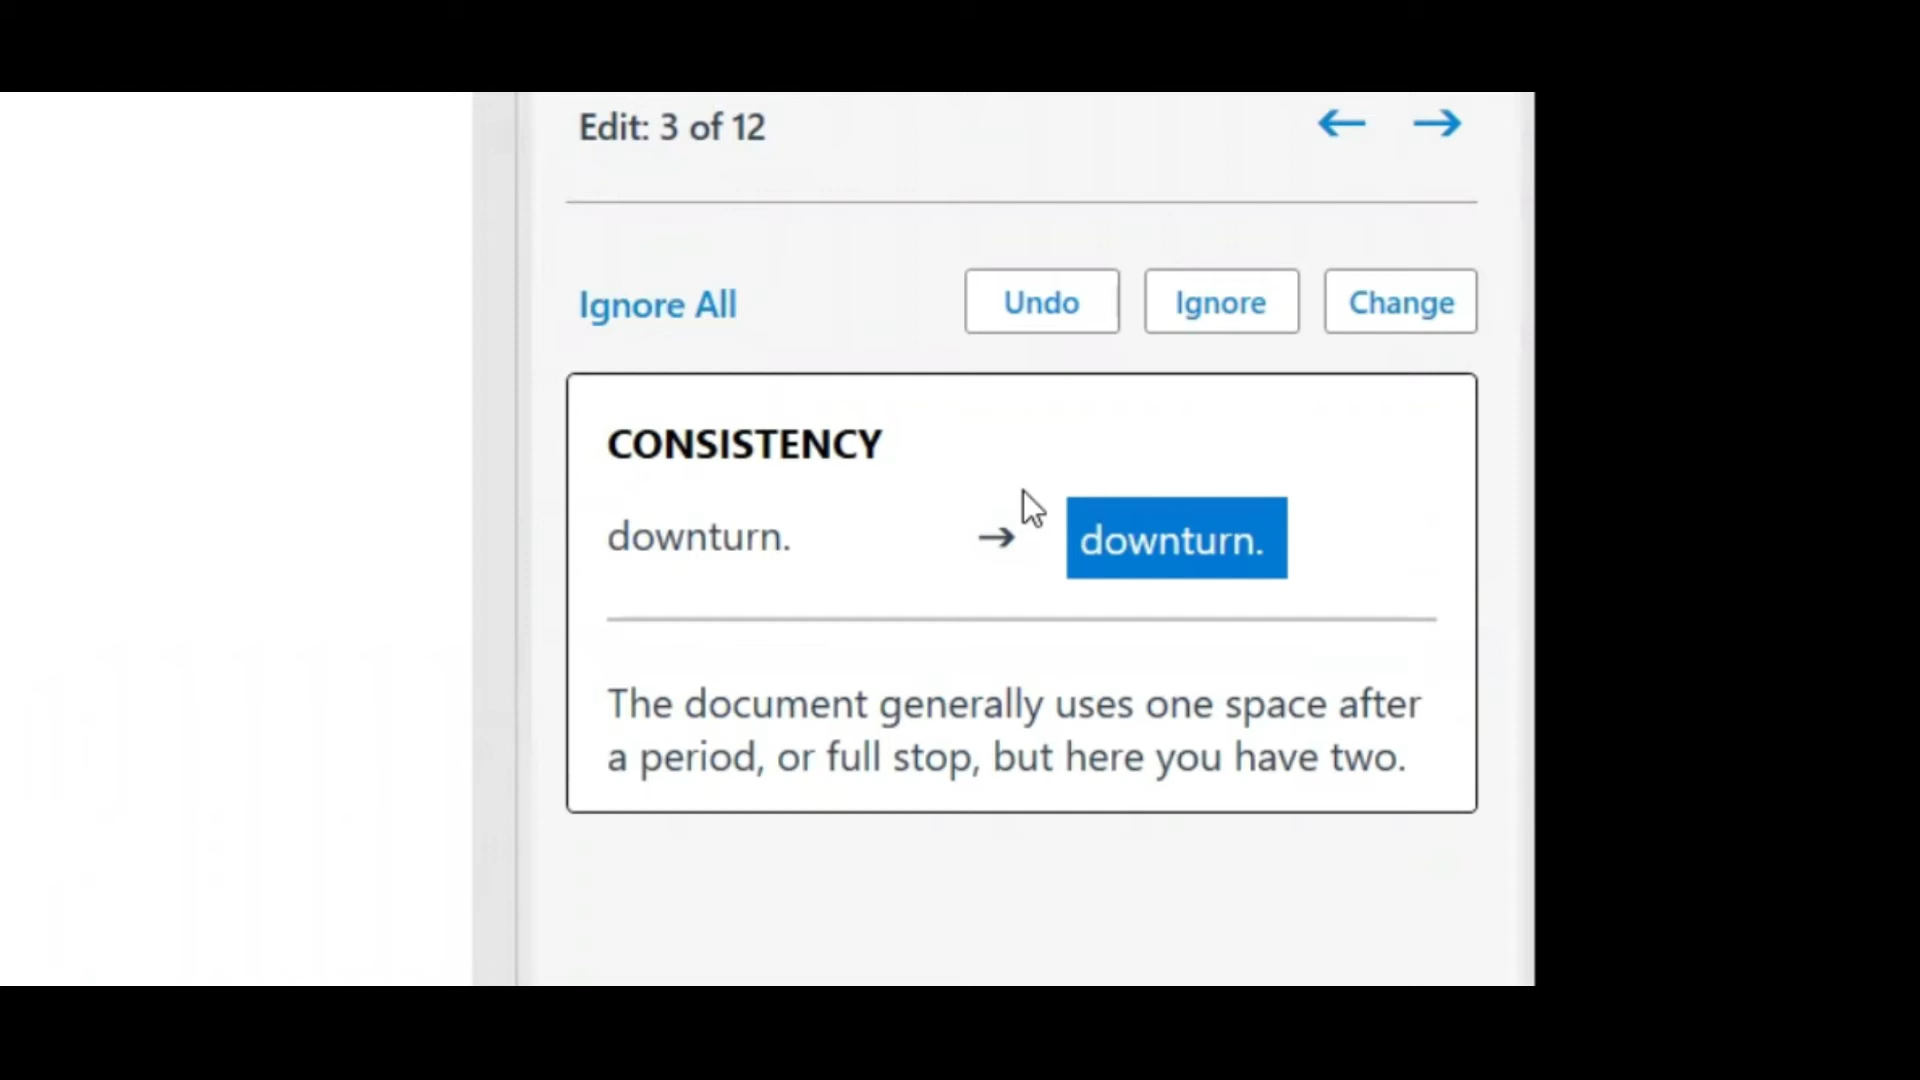 Edit: 3 of 12
Ignore All Undo Ignore Change
CONSISTENCY
downturn. → downturn.
The document generally uses one space after
a period, or full stop, but here you have two.